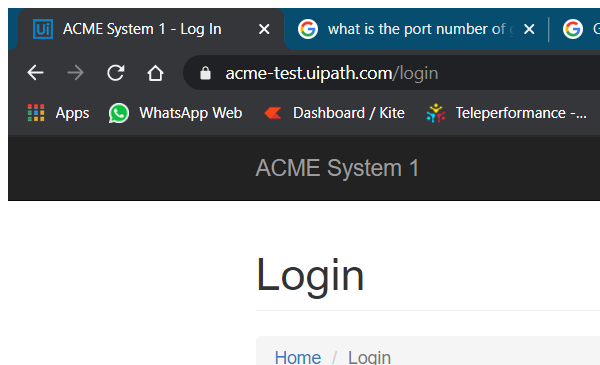 Ui ACME System 1 - Log In what is the port number of G
acme-test.uipath.com/login
Apps WhatsApp Web Dashboard / Kite Teleperformance -...
ACME System 1
Login
Home / Login